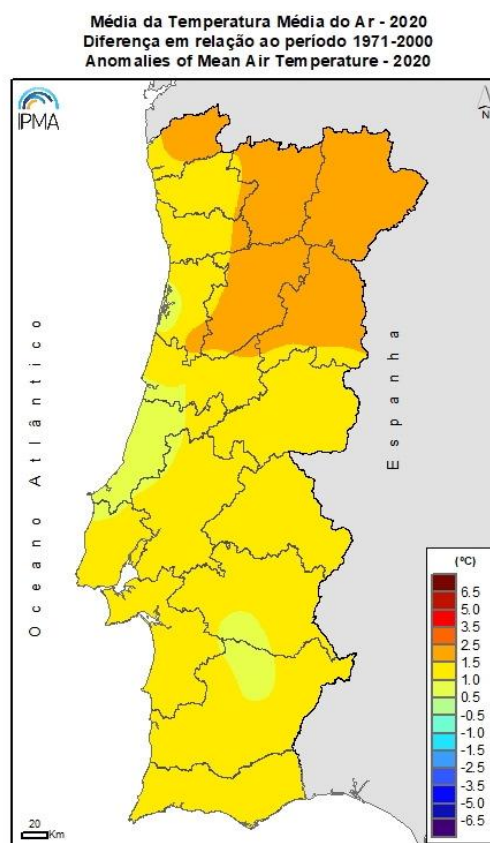 Média da Temperatura Média do Ar - 2020
Diferença em relação ao período 1971-2000
Anomalies of Mean Air Temperature - 2020
IPMA
N
Oceano Atlântico
Espanha
(ºC)
6.5
5.0
3.5
2.5
1.5
1.0
0.5
-0.5
-1.0
-1.5
-2.5
-3.5
-5.0
-6.5
20
Km